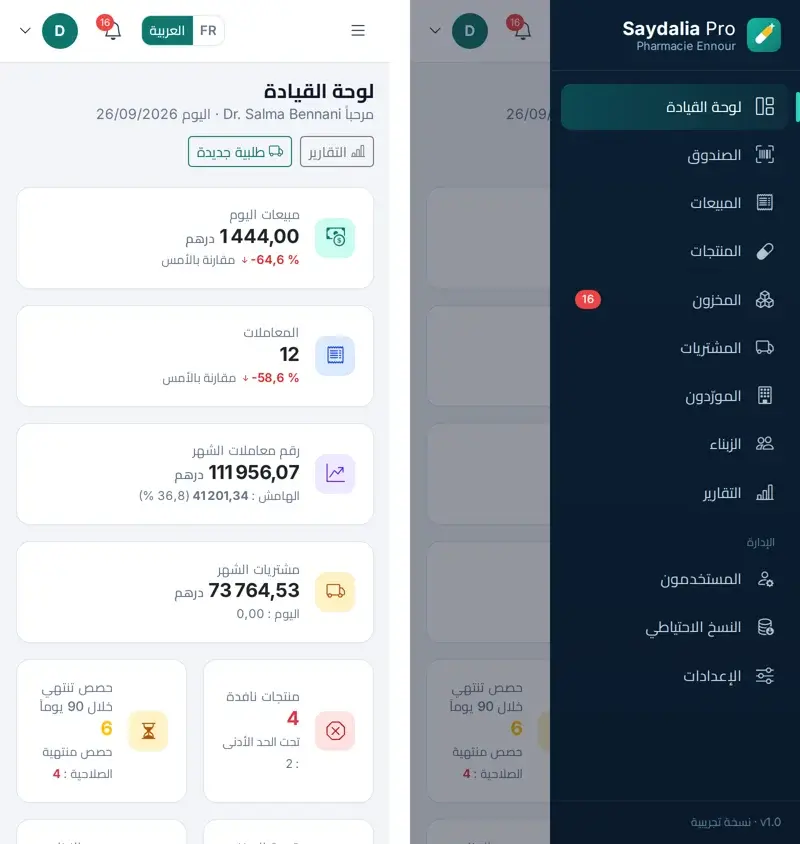 العربية FR
16
D
لوحة القيادة
مرحباً Dr. Salma Bennani · اليوم 26/09/2026
التقارير
طلبية جديدة
مبيعات اليوم
1 444,00 درهم
-64,6 % ↓ مقارنة بالأمس
المعاملات
12
-58,6 % ↓ مقارنة بالأمس
رقم معاملات الشهر
111 956,07 درهم
الهامش : 41 201,34 (36,8 %)
مشتريات الشهر
73 764,53 درهم
اليوم : 0,00
منتجات نافدة
4
تحت الحد الأدنى
: 2
حصص تنتهي
خلال 90 يوماً
6
حصص منتهية
الصلاحية : 4
Saydalia Pro
Pharmacie Ennour
لوحة القيادة
الصندوق
المبيعات
المنتجات
المخزون
16
المشتريات
المورّدون
الزبناء
التقارير
الإدارة
المستخدمون
النسخ الاحتياطي
الإعدادات
v1.0 · نسخة تجريبية
16
D
26/09/
حصص تنتهي
خلال 90 يوماً
6
حصص منتهية
الصلاحية : 4